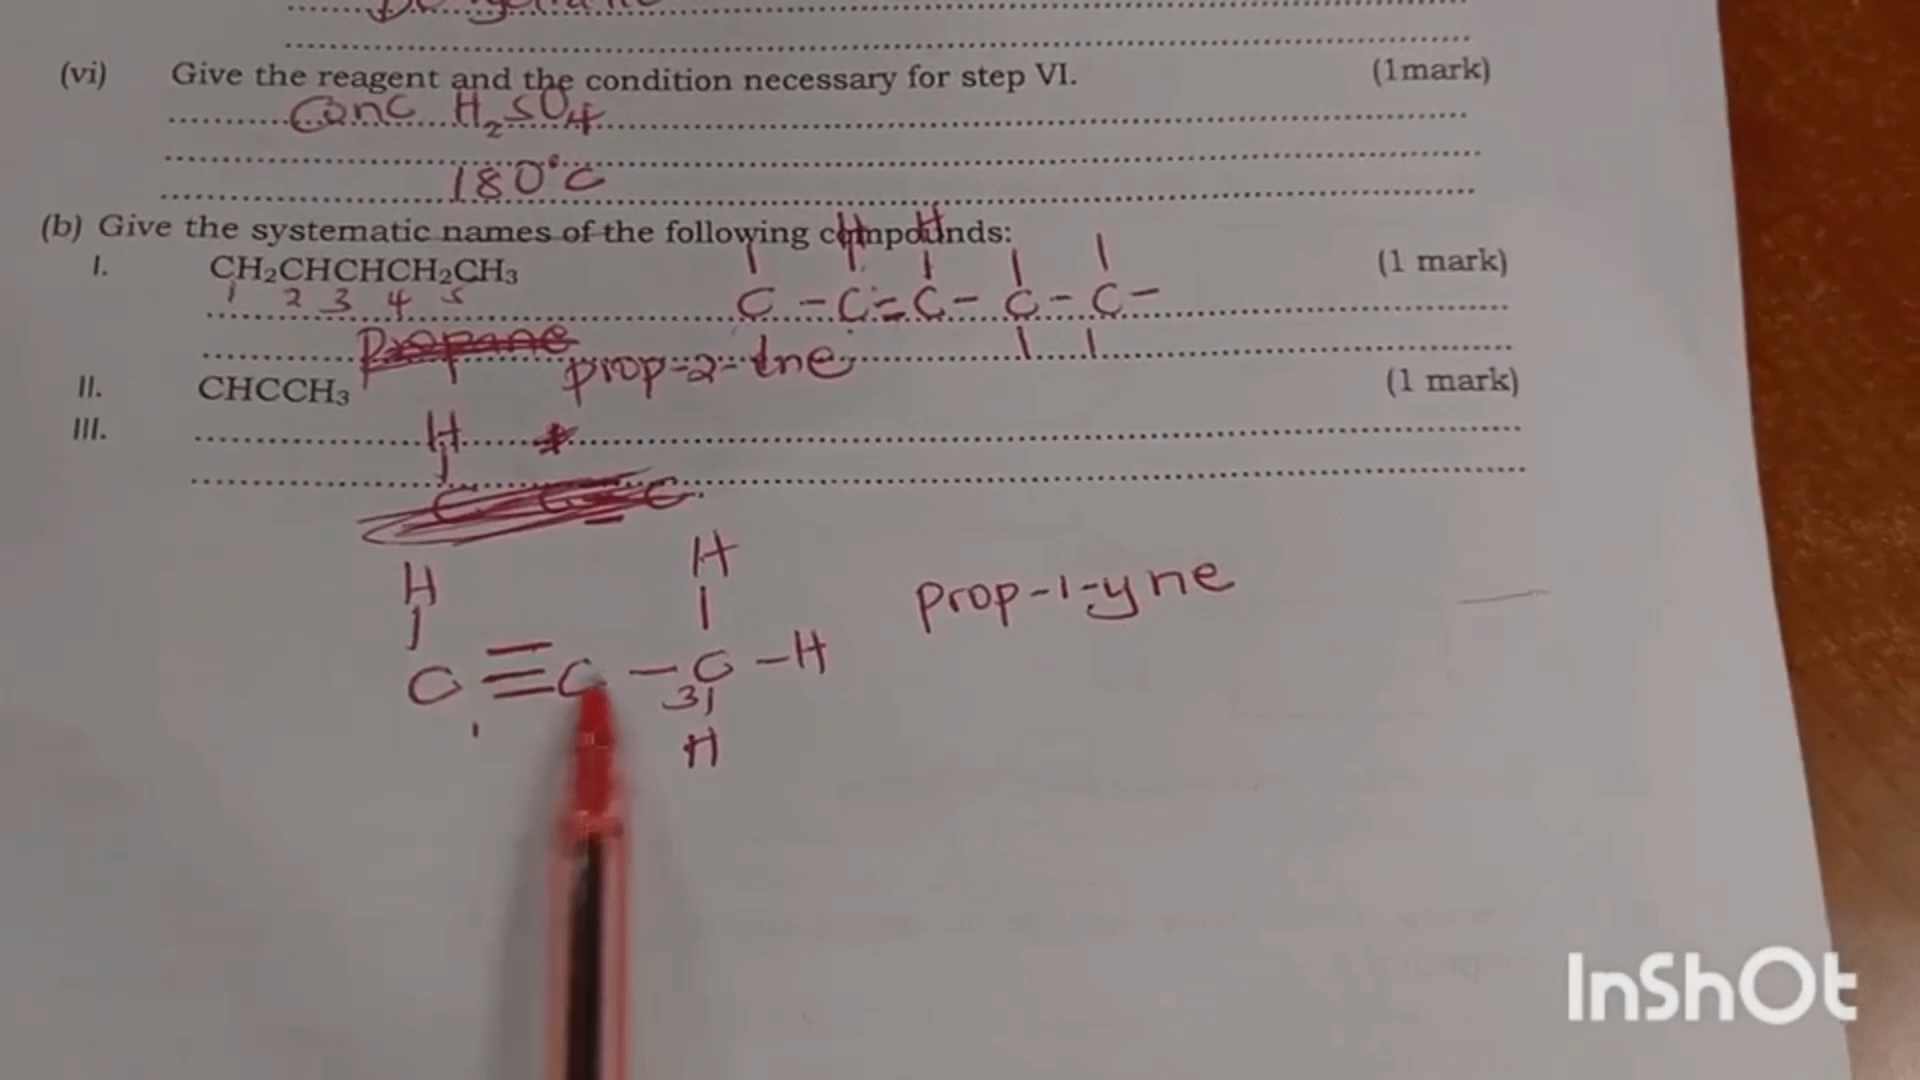 (vi) Give the reagent and the condition necessary for step VI. (1mark)
Conc H₂SO₄
180°C
(b) Give the systematic names of the following compounds:
I. CH₂CHCHCH₂CH₃ (1 mark)
1 2 3 4 5
H H
C - C = C - C - C -
Propane prop-2-ene
II. CHCCH₃ (1 mark)
III.
H
C C = C
H H
C ≡ C - C - H
1 3
H
prop-1-yne
InShOt